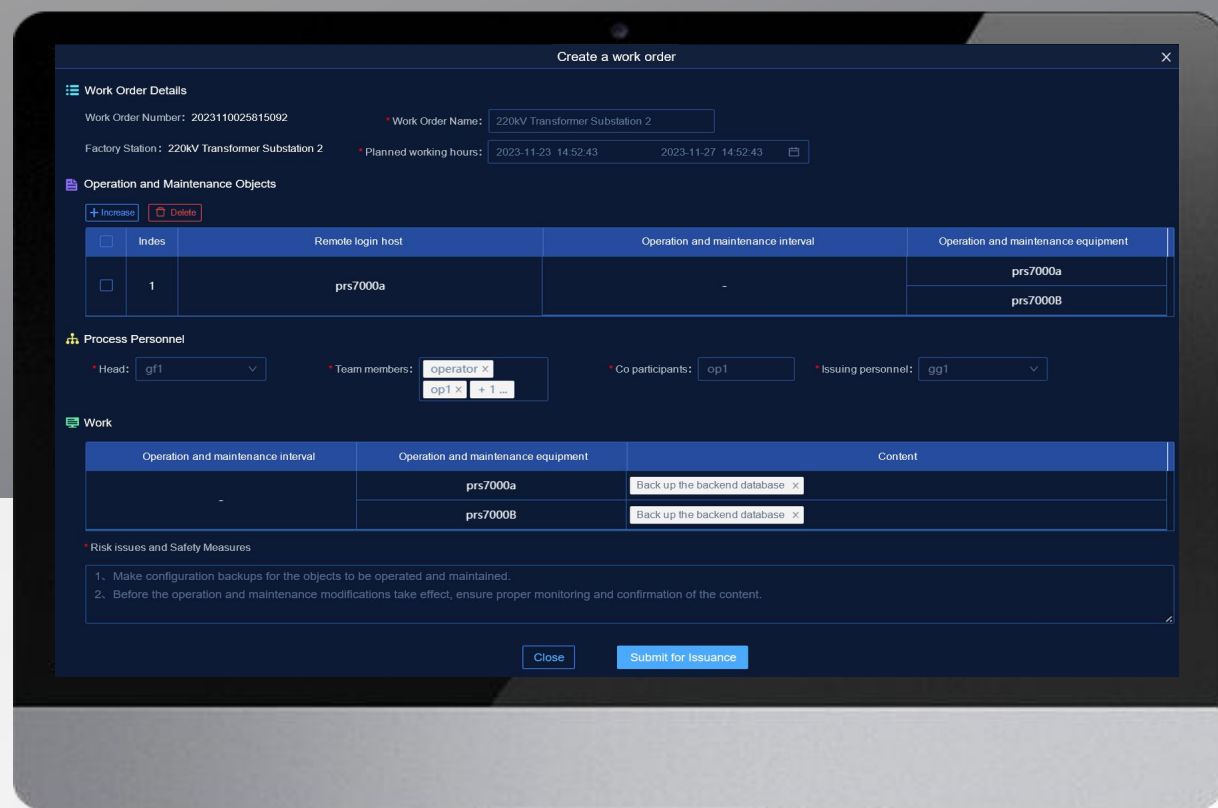 Create a work order
Work Order Details
Work Order Number: 2023110025815092
* Work Order Name: 220kV Transformer Substation 2
Factory Station: 220kV Transformer Substation 2
* Planned working hours: 2023-11-23 14:52:43 2023-11-27 14:52:43
Operation and Maintenance Objects
+ Increase Delete
Indes Remote login host Operation and maintenance interval Operation and maintenance equipment
1 prs7000a - prs7000a
prs7000B
Process Personnel
* Head: gf1 * Team members: operator × * Co participants: op1 * Issuing personnel: gg1
op1 × + 1 ...
Work
Operation and maintenance interval Operation and maintenance equipment Content
- prs7000a Back up the backend database ×
prs7000B Back up the backend database ×
* Risk issues and Safety Measures
1、Make configuration backups for the objects to be operated and maintained.
2、Before the operation and maintenance modifications take effect, ensure proper monitoring and confirmation of the content.
Close Submit for Issuance